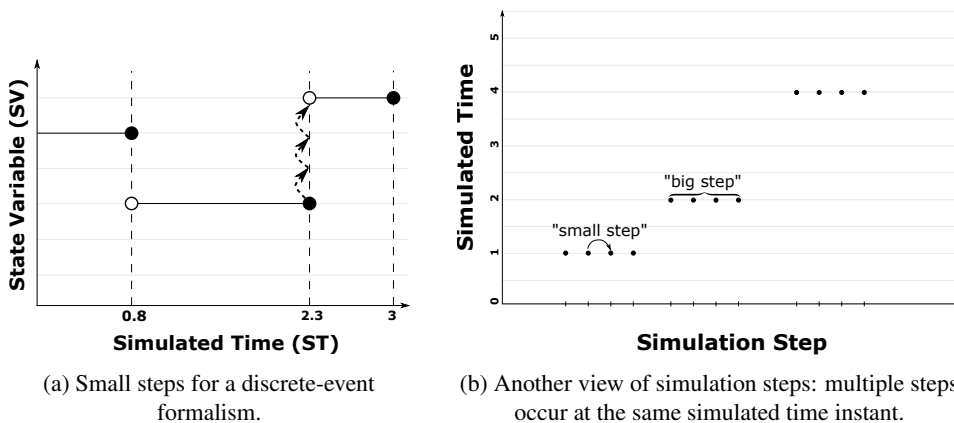 State Variable (SV)
0.8
2.3
3
Simulated Time (ST)
(a) Small steps for a discrete-event
formalism.
Simulated Time
5
4
3
2
1
0
"big step"
"small step"
Simulation Step
(b) Another view of simulation steps: multiple steps
occur at the same simulated time instant.